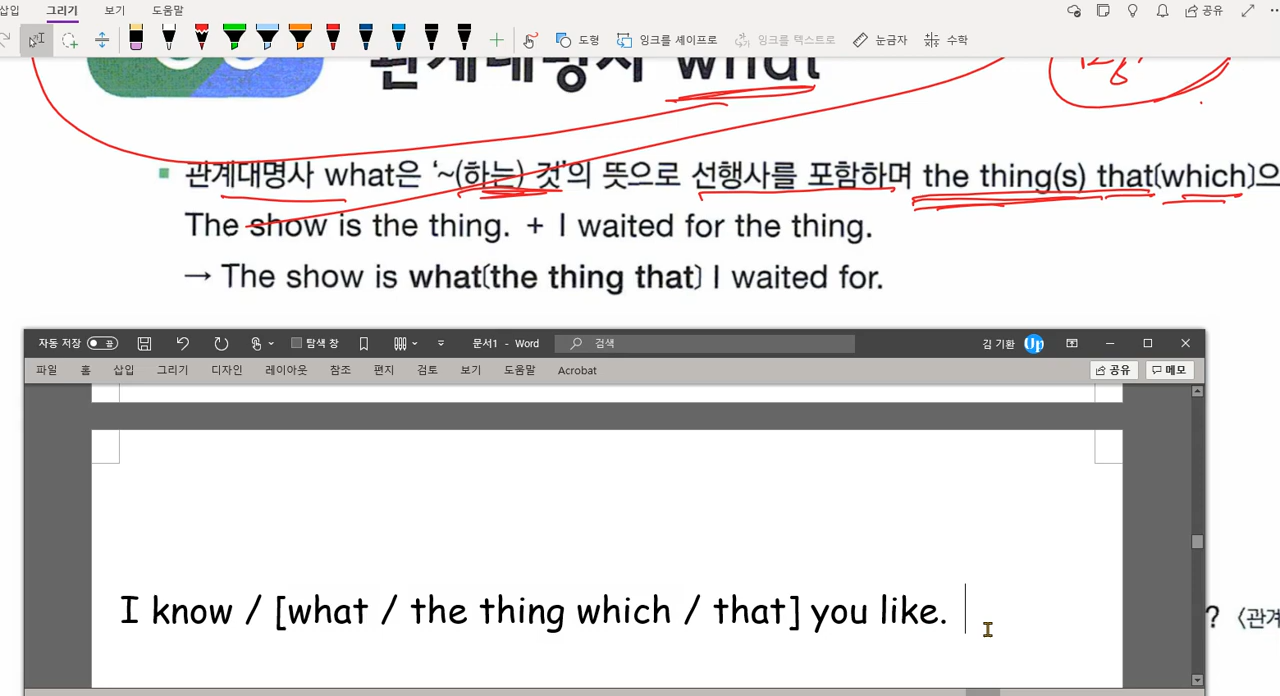 삽입 그리기 보기 도움말 공유
도형 잉크를 셰이프로 잉크를 텍스트로 눈금자 수학
관계대명사 what
관계대명사 what은 '~(하는) 것'의 뜻으로 선행사를 포함하며 the thing(s) that(which)으
The show is the thing. + I waited for the thing.
→ The show is what(the thing that) I waited for.
자동 저장 탐색 창 문서1 - Word 검색 김 기환 Up
파일 홈 삽입 그리기 디자인 레이아웃 참조 편지 검토 보기 도움말 Acrobat 공유 메모
I know / [what / the thing which / that] you like.
? 〈관계